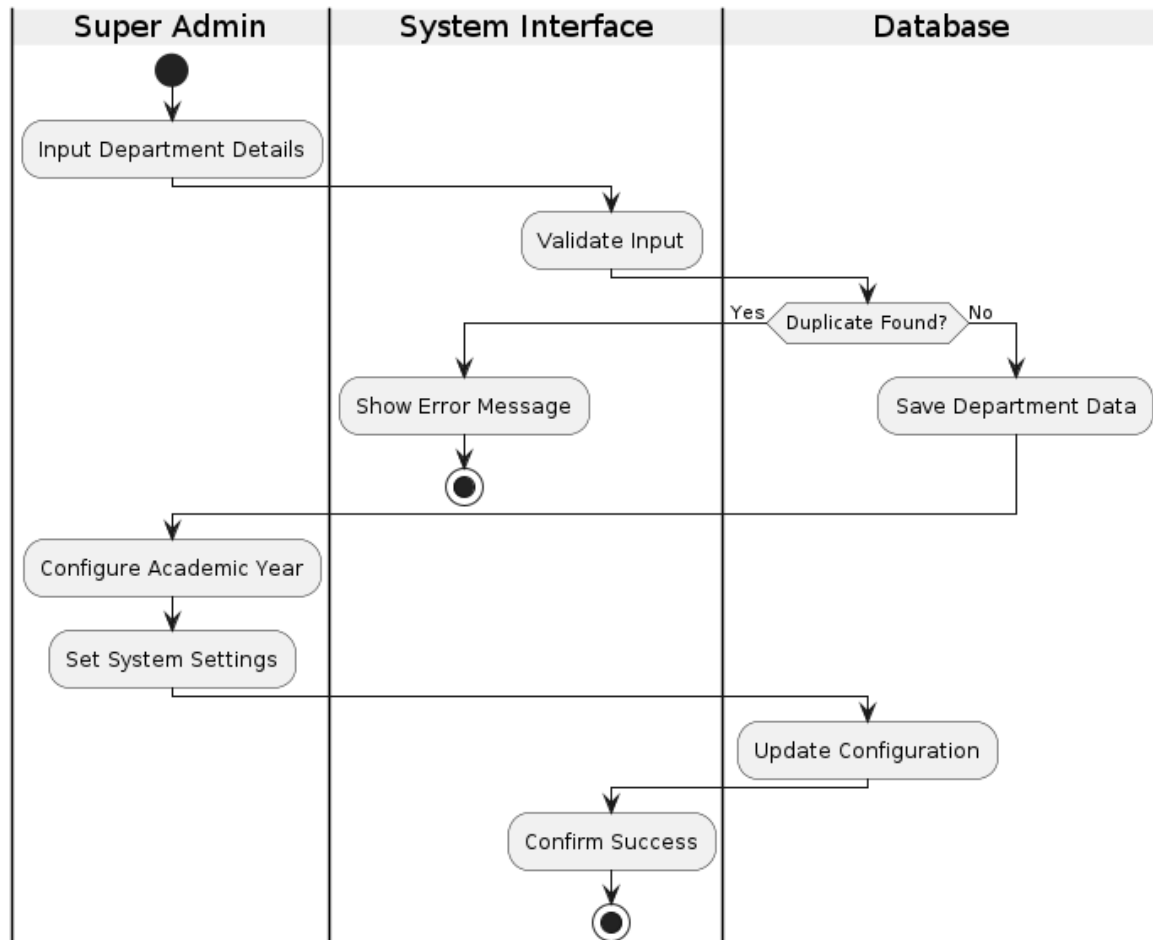 Super Admin
System Interface
Database
Input Department Details
Validate Input
Yes
Duplicate Found?
No
Show Error Message
Save Department Data
Configure Academic Year
Set System Settings
Update Configuration
Confirm Success